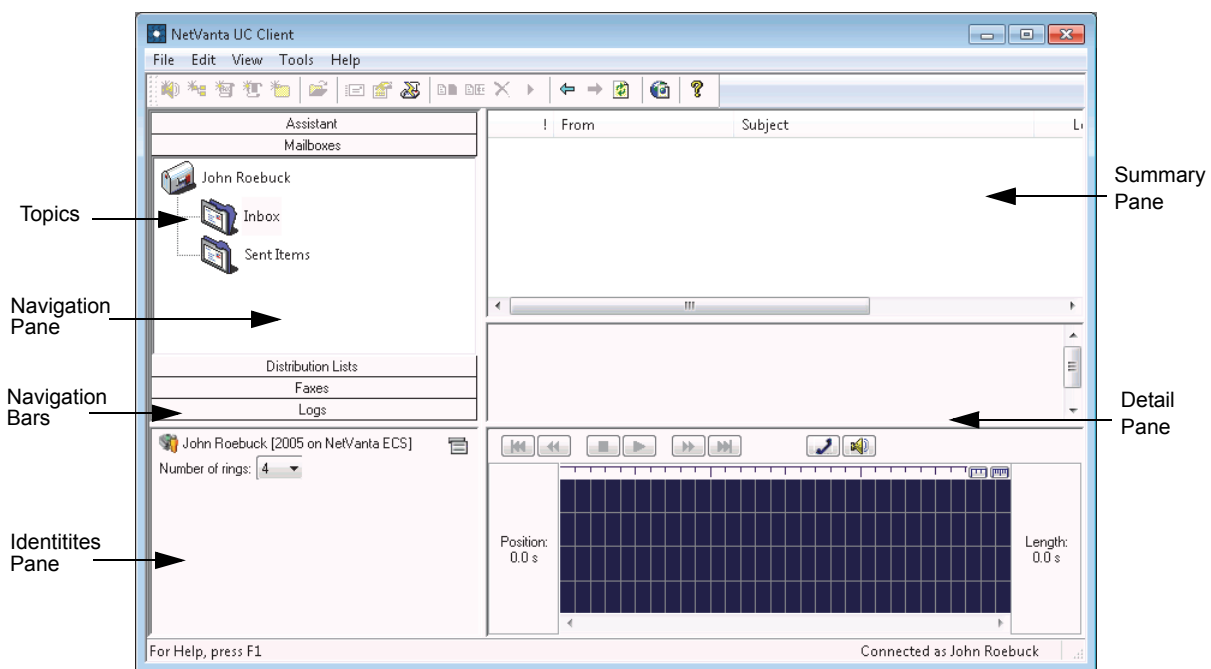 NetVanta UC Client
File Edit View Tools Help
Assistant
Mailboxes
John Roebuck
Inbox
Sent Items
Distribution Lists
Faxes
Logs
! From Subject
John Roebuck [2005 on NetVanta ECS]
Number of rings: 4
Position:
0.0 s
Length:
0.0 s
For Help, press F1
Connected as John Roebuck
Topics
Navigation
Pane
Navigation
Bars
Identitites
Pane
Summary
Pane
Detail
Pane